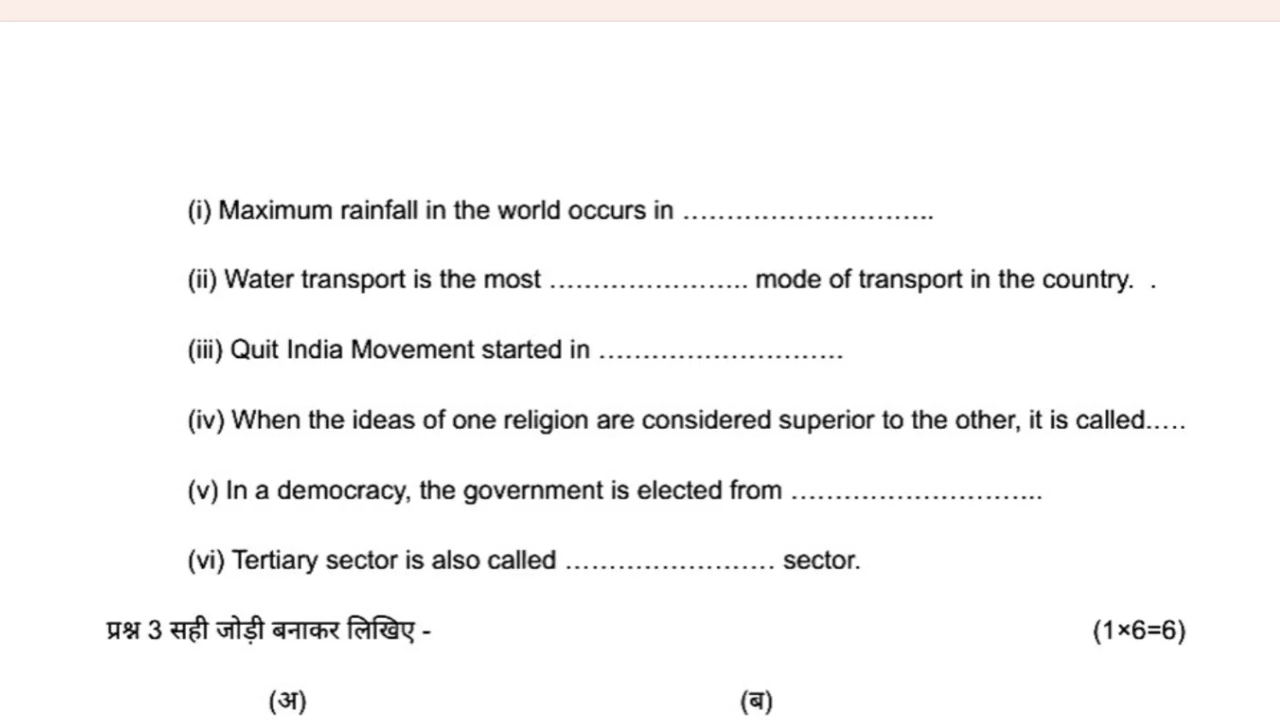 (i) Maximum rainfall in the world occurs in ………………………..
(ii) Water transport is the most ………………….. mode of transport in the country.  .
(iii) Quit India Movement started in ……………………….
(iv) When the ideas of one religion are considered superior to the other, it is called.….
(v) In a democracy, the government is elected from ………………………..
(vi) Tertiary sector is also called …………………… sector.
प्रश्न 3 सही जोड़ी बनाकर लिखिए - (1×6=6)
(अ) (ब)